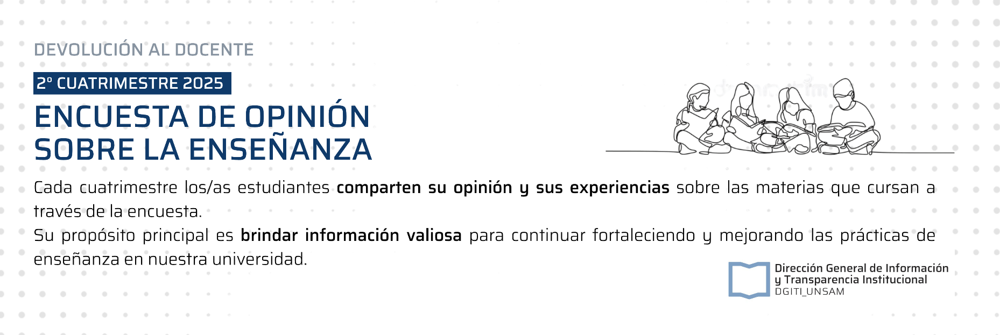 DEVOLUCIÓN AL DOCENTE
2º CUATRIMESTRE 2025
ENCUESTA DE OPINIÓN
SOBRE LA ENSEÑANZA
Cada cuatrimestre los/as estudiantes comparten su opinión y sus experiencias sobre las materias que cursan a
través de la encuesta.
Su propósito principal es brindar información valiosa para continuar fortaleciendo y mejorando las prácticas de
enseñanza en nuestra universidad.
Dirección General de Información
y Transparencia Institucional
DGITI_UNSAM